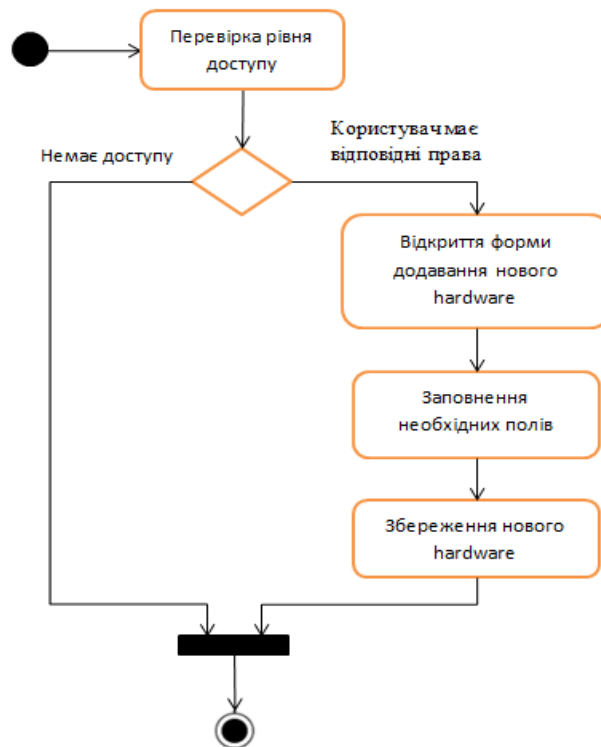 Перевірка рівня
доступу
Немає доступу
Користувач має
відповідні права
Відкриття форми
додавання нового
hardware
Заповнення
необхідних полів
Збереження нового
hardware